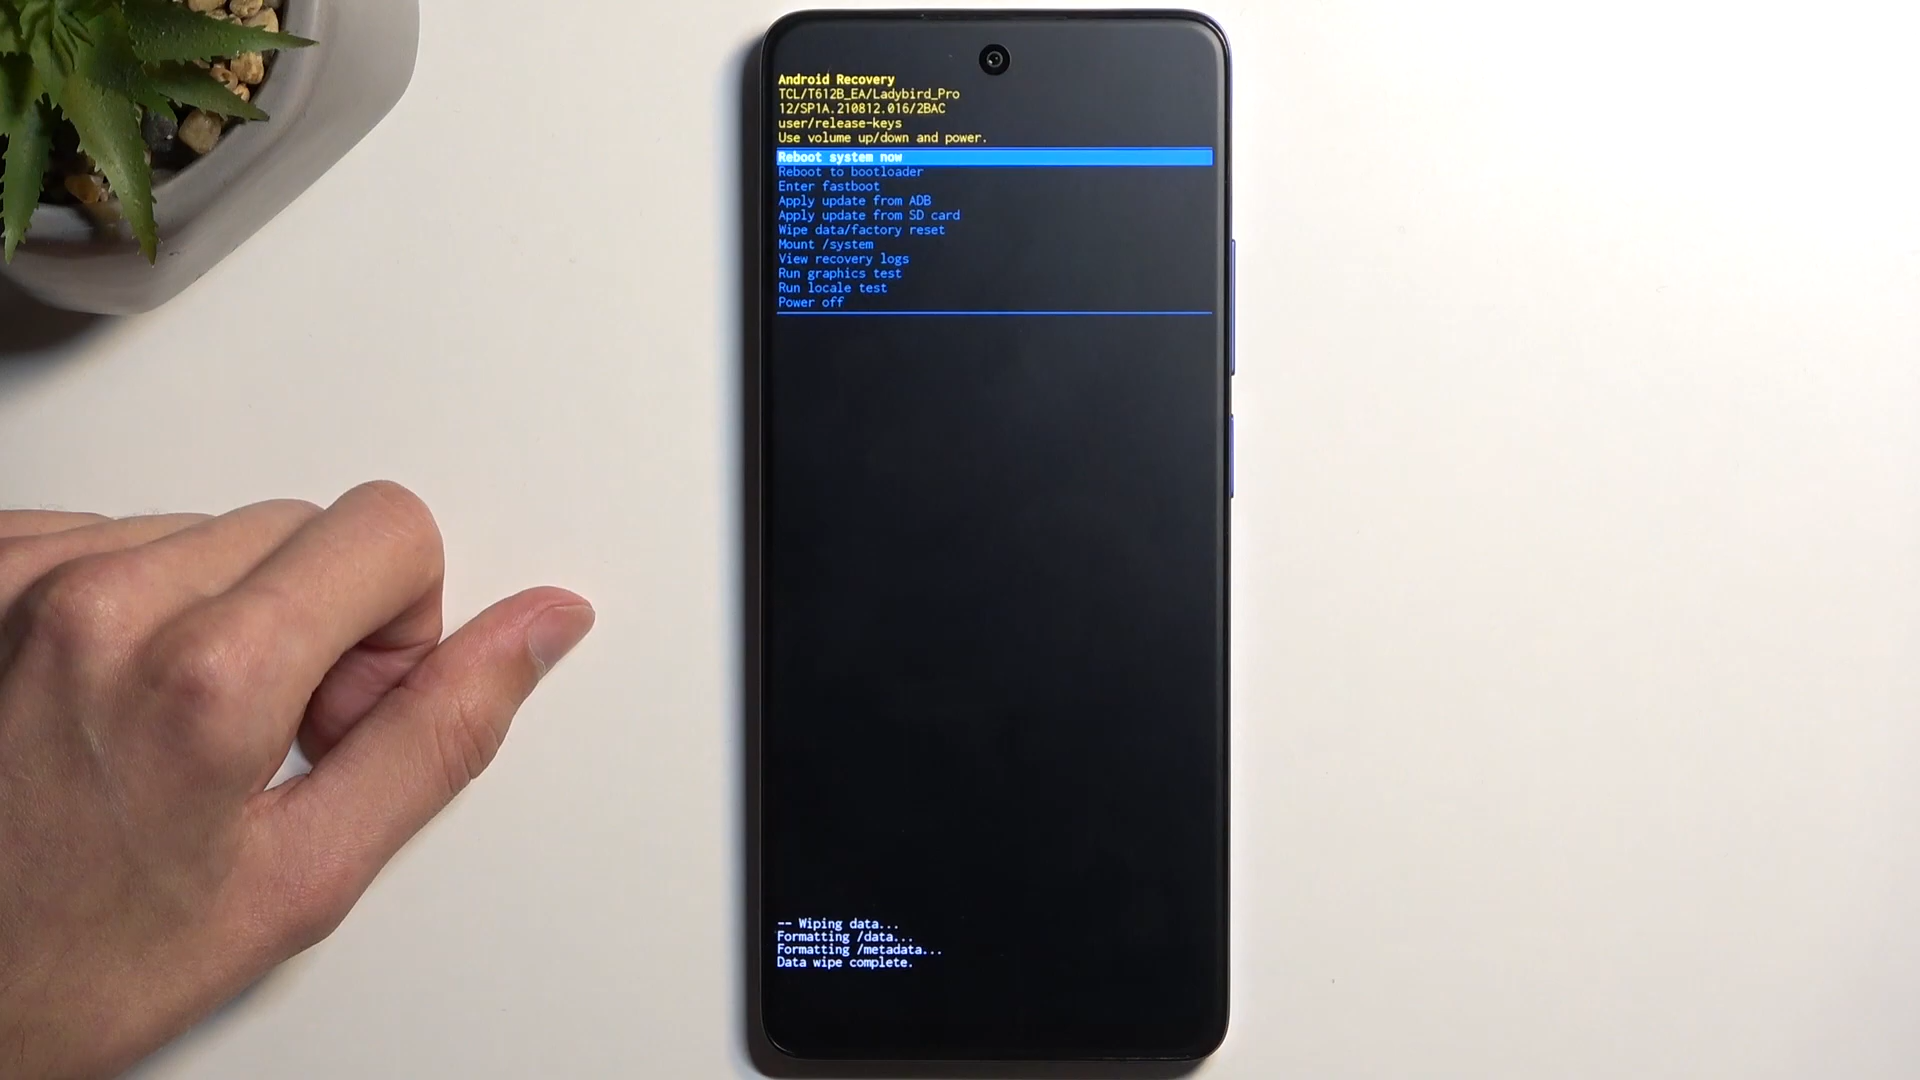 Android Recovery
TCL/T612B_EA/Ladybird_Pro
12/SP1A.210812.016/2BAC
user/release-keys
Use volume up/down and power.
Reboot system now
Reboot to bootloader
Enter fastboot
Apply update from ADB
Apply update from SD card
Wipe data/factory reset
Mount /system
View recovery logs
Run graphics test
Run locale test
Power off
-- Wiping data...
Formatting /data...
Formatting /metadata...
Data wipe complete.